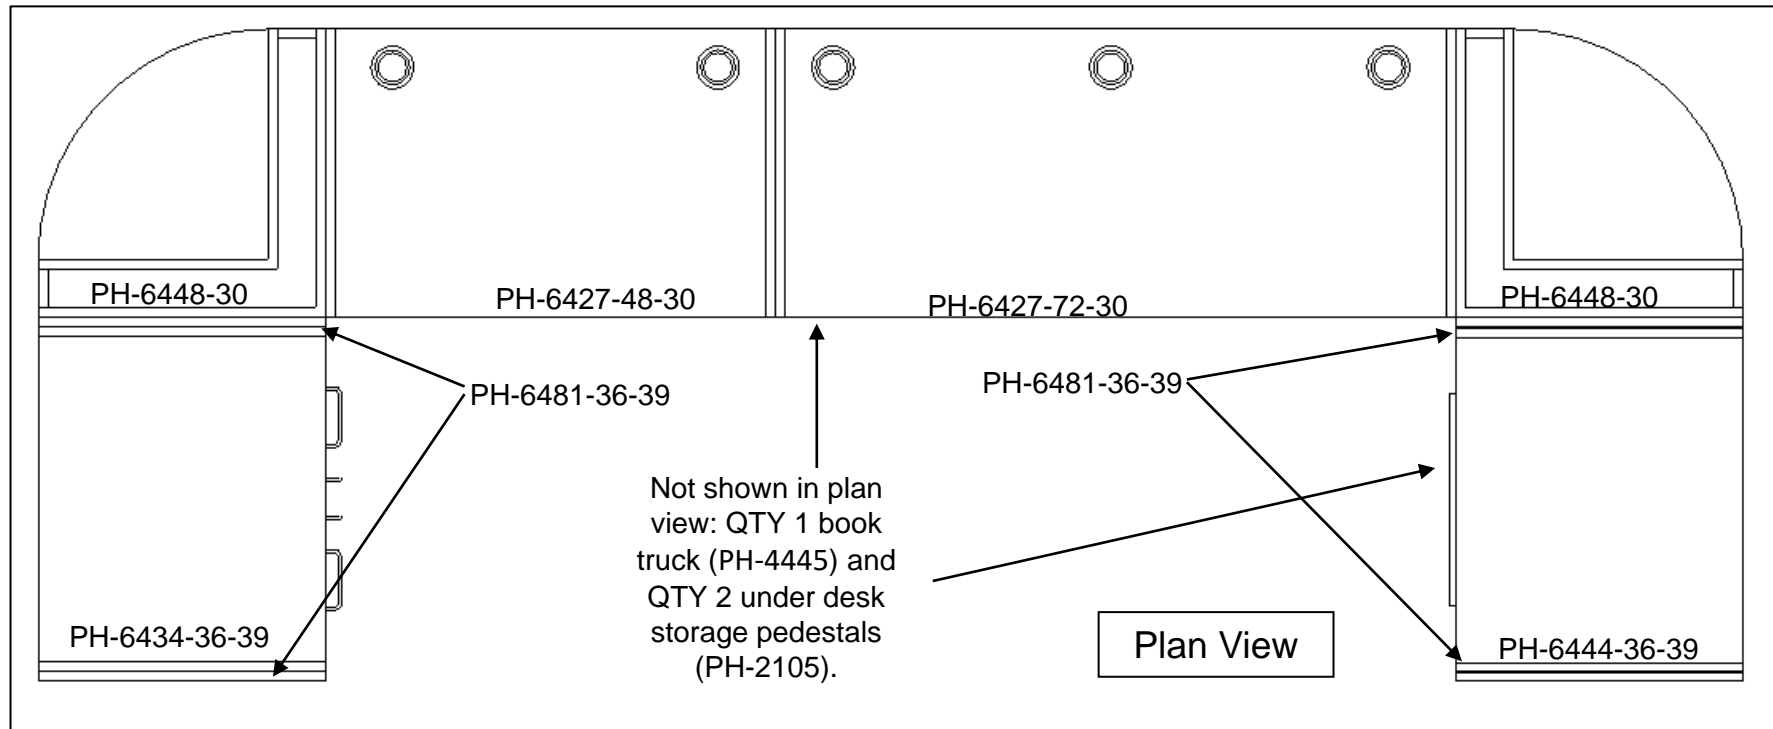 PH-6448-30
PH-6427-48-30
PH-6427-72-30
PH-6448-30
PH-6481-36-39
PH-6481-36-39
Not shown in plan
view: QTY 1 book
truck (PH-4445) and
QTY 2 under desk
storage pedestals
(PH-2105).
PH-6434-36-39
Plan View
PH-6444-36-39